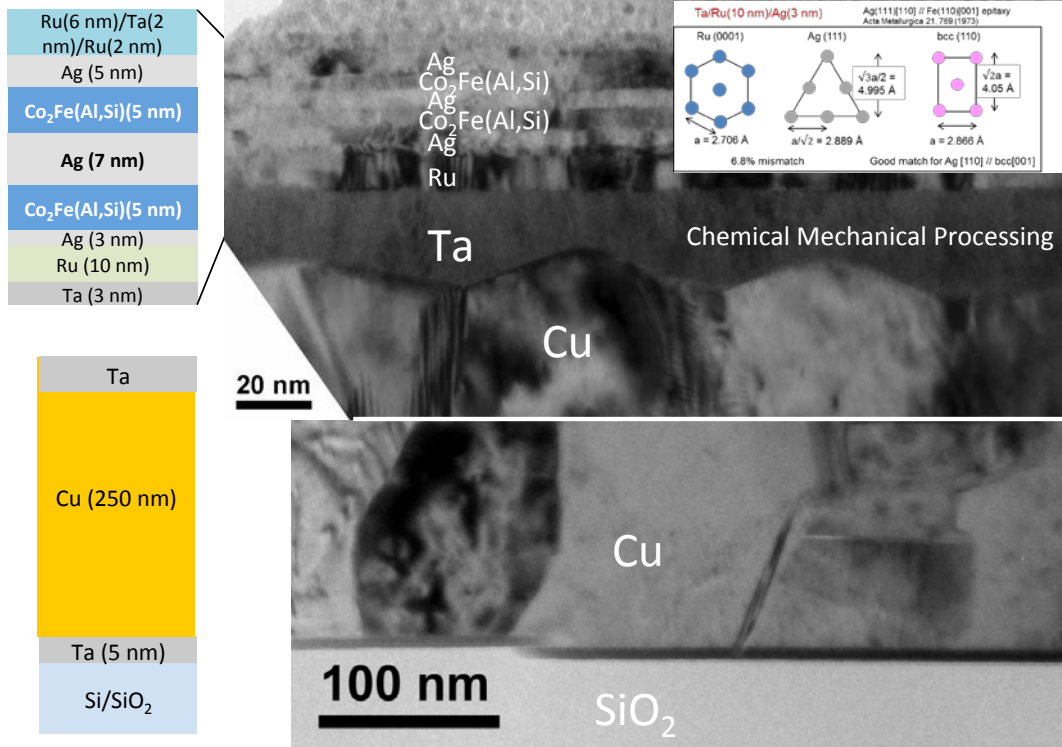 Ru(6 nm)/Ta(2
nm)/Ru(2 nm)
Ag (5 nm)
Co₂Fe(Al,Si)(5 nm)
Ag (7 nm)
Co₂Fe(Al,Si)(5 nm)
Ag (3 nm)
Ru (10 nm)
Ta (3 nm)
Ta
Cu (250 nm)
Ta (5 nm)
Si/SiO₂
Ag
Co₂Fe(Al,Si)
Ag
Co₂Fe(Al,Si)
Ag
Ru
Ta
Chemical Mechanical Processing
Cu
20 nm
Ta/Ru(10 nm)/Ag(3 nm)
Ag(111)[110] // Fe(110)[001] epitaxy
Acta Metallurgica 21, 769 (1973)
Ru (0001)
Ag (111)
bcc (110)
√3a/2 =
4.995 Å
√2a =
4.05 Å
a = 2.706 Å
a/√2 = 2.889 Å
a = 2.866 Å
6.8% mismatch
Good match for Ag [110] // bcc[001]
Cu
100 nm
SiO₂